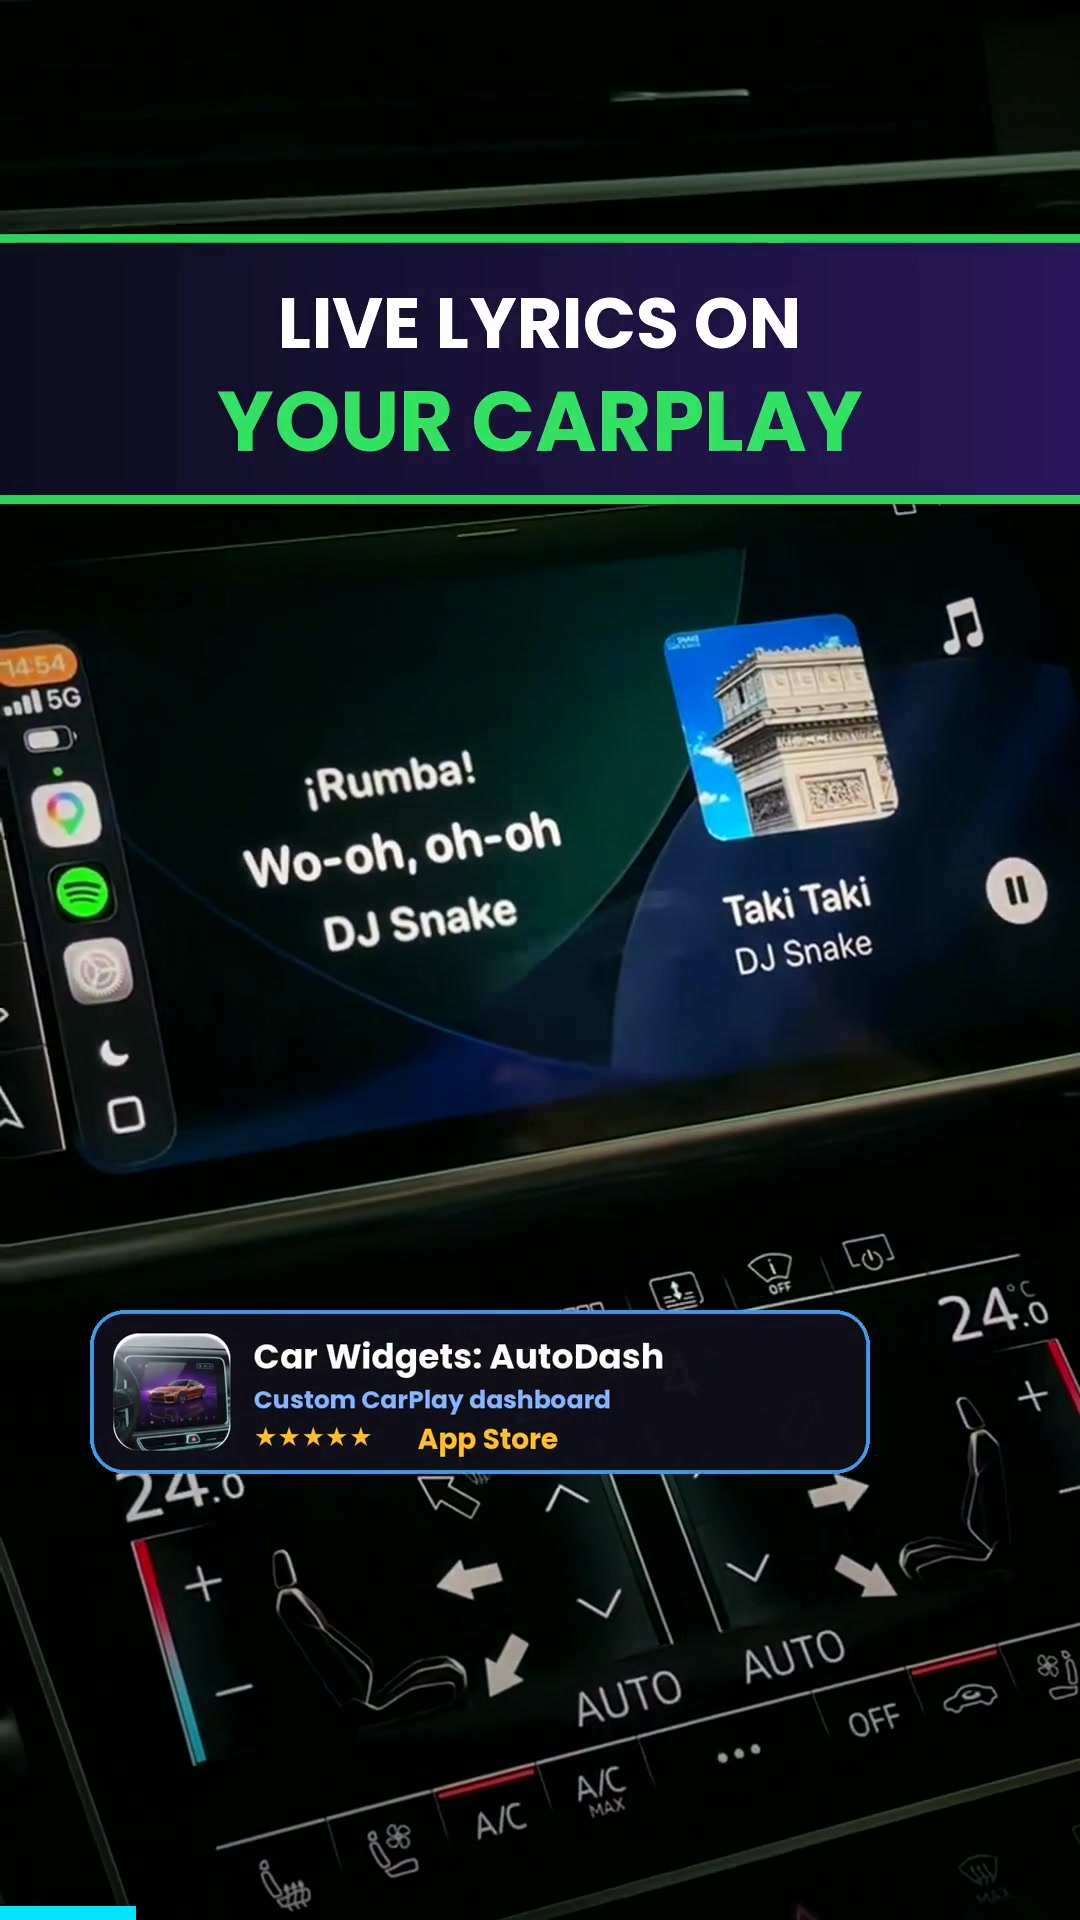 LIVE LYRICS ON
YOUR CARPLAY
14:54
5G
¡Rumba!
Wo-oh, oh-oh
DJ Snake
Taki Taki
DJ Snake
OFF
24.0 °C
Car Widgets: AutoDash
Custom CarPlay dashboard
★★★★★ App Store
24.0
AUTO
AUTO
OFF
A/C
A/C
MAX
MAX